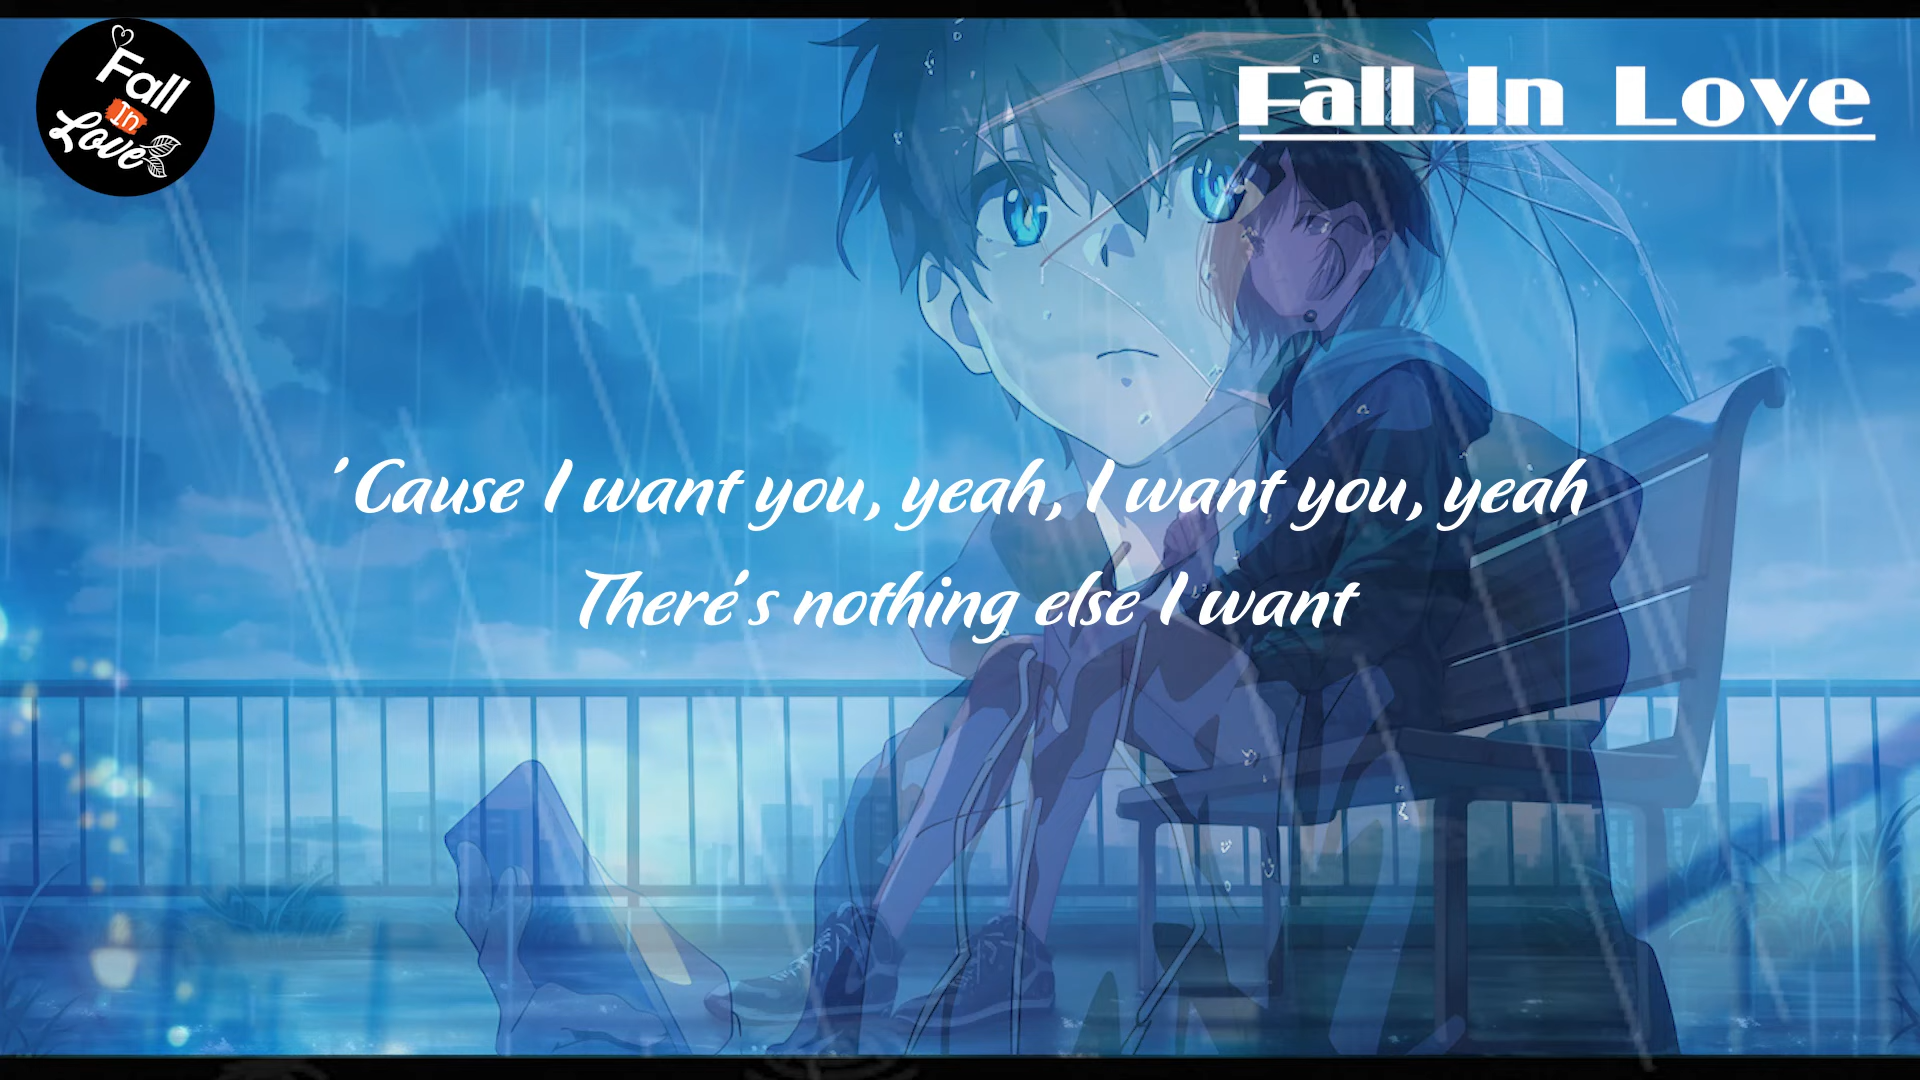 Fall
In
Love
Fall In Love
'Cause I want you, yeah, I want you, yeah
There's nothing else I want